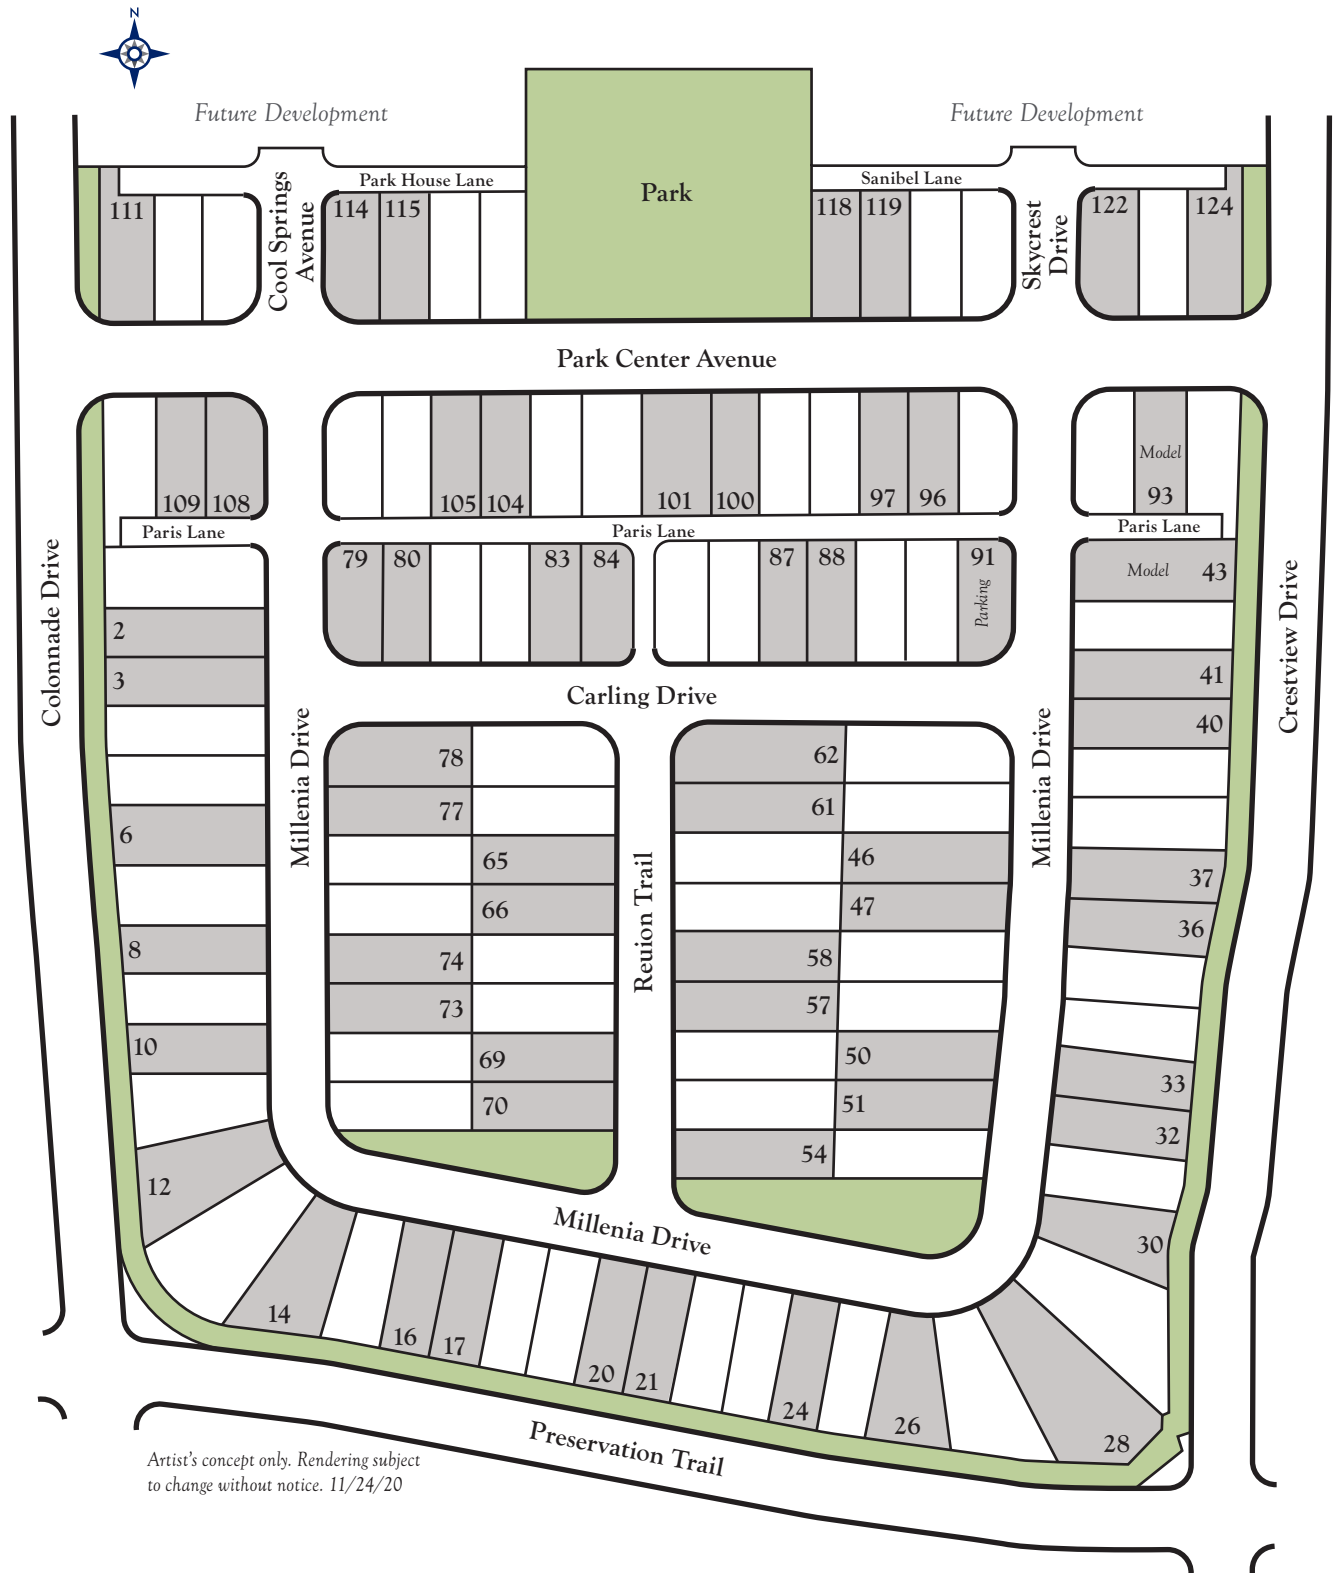 N
Future Development
Future Development
Park House Lane
Sanibel Lane
Park
111
Cool Springs
Avenue
114
115
118
119
Skycrest
Drive
122
124
Park Center Avenue
109
108
105
104
101
100
97
96
Model
93
Paris Lane
Paris Lane
Paris Lane
79
80
83
84
87
88
91
Parking
Model
43
Colonnade Drive
Crestview Drive
2
3
41
40
Carling Drive
Millenia Drive
Millenia Drive
78
62
77
61
6
65
46
37
66
47
36
Reuion Trail
8
74
58
73
57
10
69
50
33
70
51
32
54
12
Millenia Drive
30
14
16
17
20
21
24
26
28
Preservation Trail
Artist's concept only. Rendering subject
to change without notice. 11/24/20